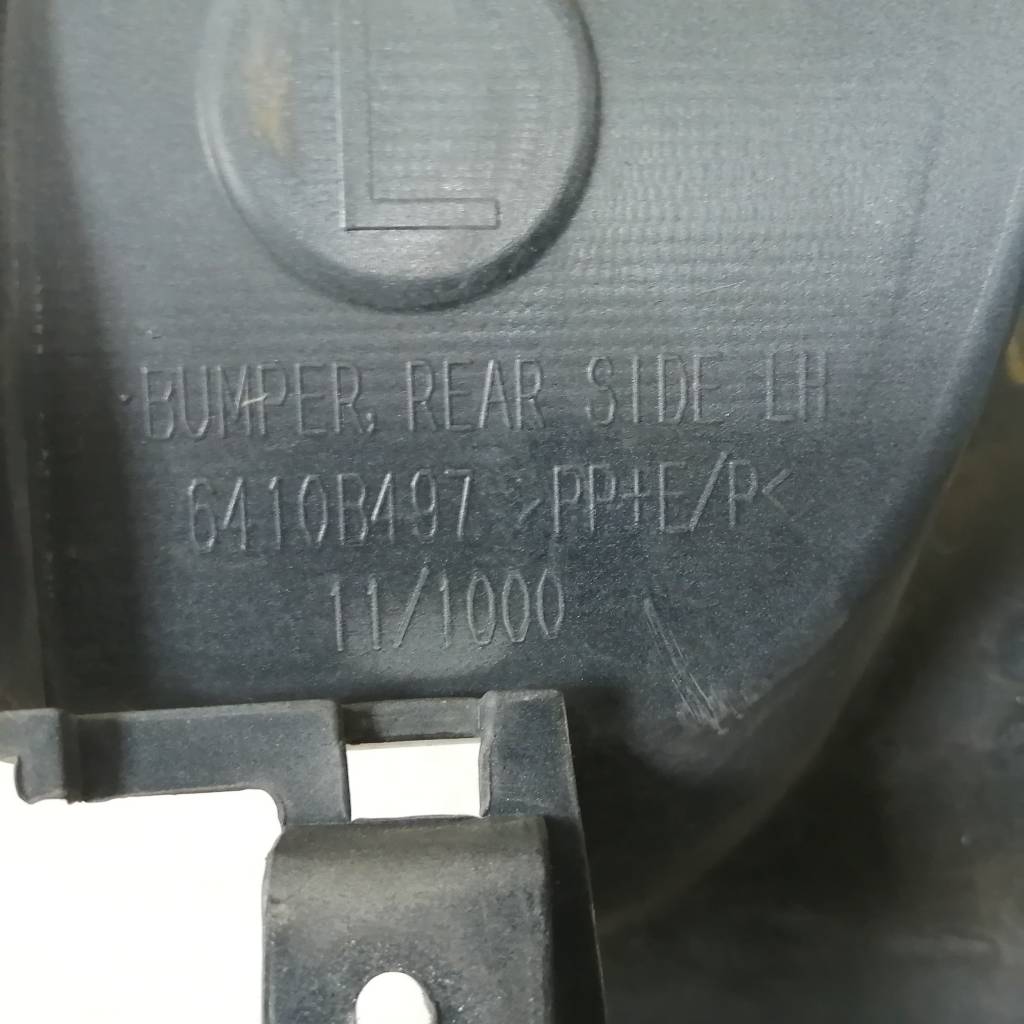 L
BUMPER, REAR SIDE LH
6410B497 >PP+E/P<
11/1000